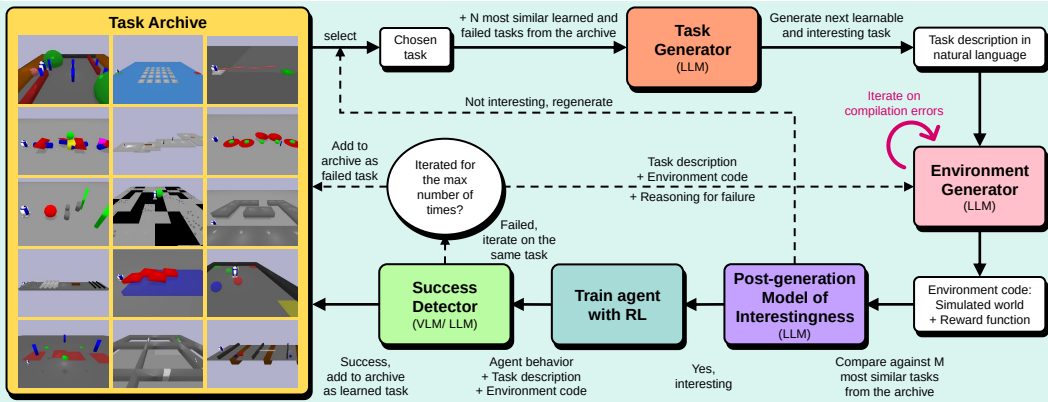 Task Archive
select
Chosen
task
+ N most similar learned and
failed tasks from the archive
Task
Generator
(LLM)
Generate next learnable
and interesting task
Task description in
natural language
Iterate on
compilation errors
Environment
Generator
(LLM)
Environment code:
Simulated world
+ Reward function
Compare against M
most similar tasks
from the archive
Post-generation
Model of
Interestingness
(LLM)
Not interesting, regenerate
Yes,
interesting
Train agent
with RL
Agent behavior
+ Task description
+ Environment code
Success
Detector
(VLM/ LLM)
Success,
add to archive
as learned task
Failed,
iterate on the
same task
Iterated for
the max
number of
times?
Add to
archive as
failed task
Task description
+ Environment code
+ Reasoning for failure